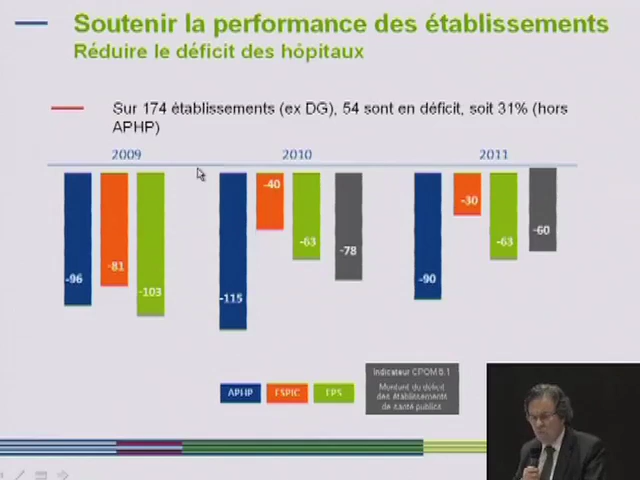 Soutenir la performance des établissements
Réduire le déficit des hôpitaux
Sur 174 établissements (ex DG), 54 sont en déficit, soit 31% (hors
APHP)
2009 2010 2011
-96 -81 -103 -115 -40 -63 -78 -90 -30 -63 -60
APHP ESPIC EPS
Indicateur CPOM 8.1
Montant du déficit
des établissements
de santé publics